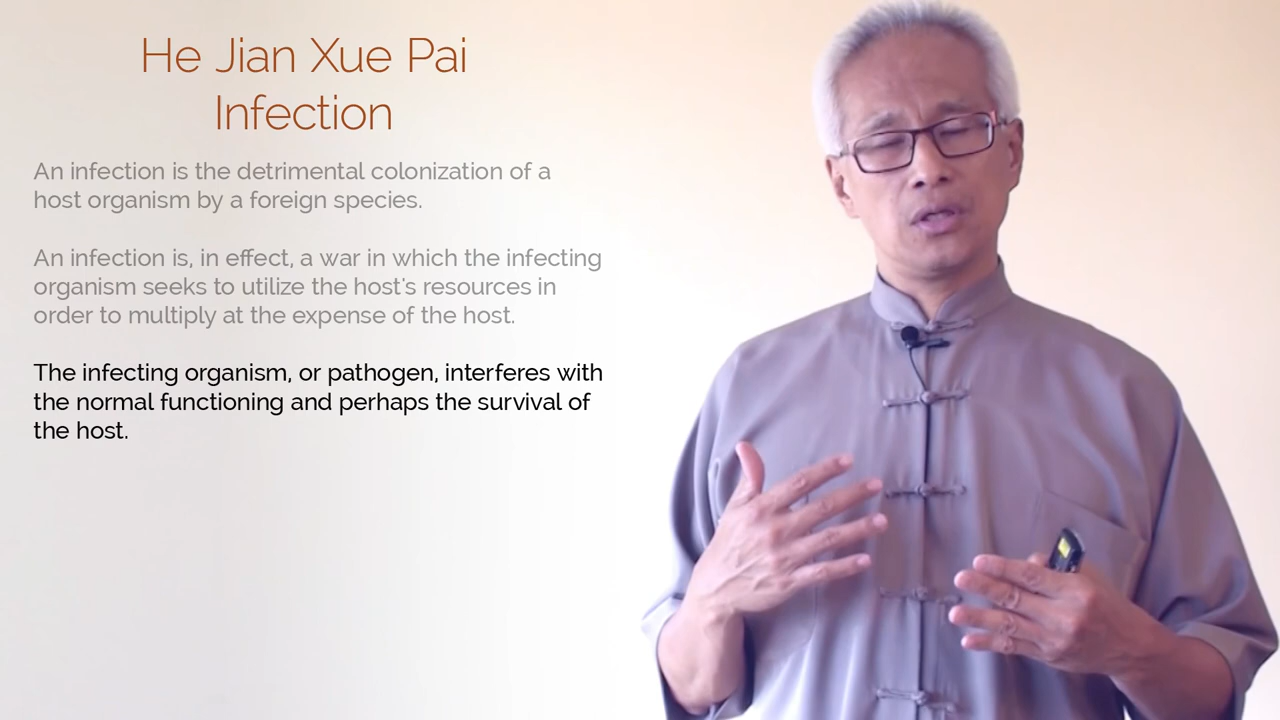 He Jian Xue Pai
Infection
An infection is the detrimental colonization of a
host organism by a foreign species.
An infection is, in effect, a war in which the infecting
organism seeks to utilize the host's resources in
order to multiply at the expense of the host.
The infecting organism, or pathogen, interferes with
the normal functioning and perhaps the survival of
the host.